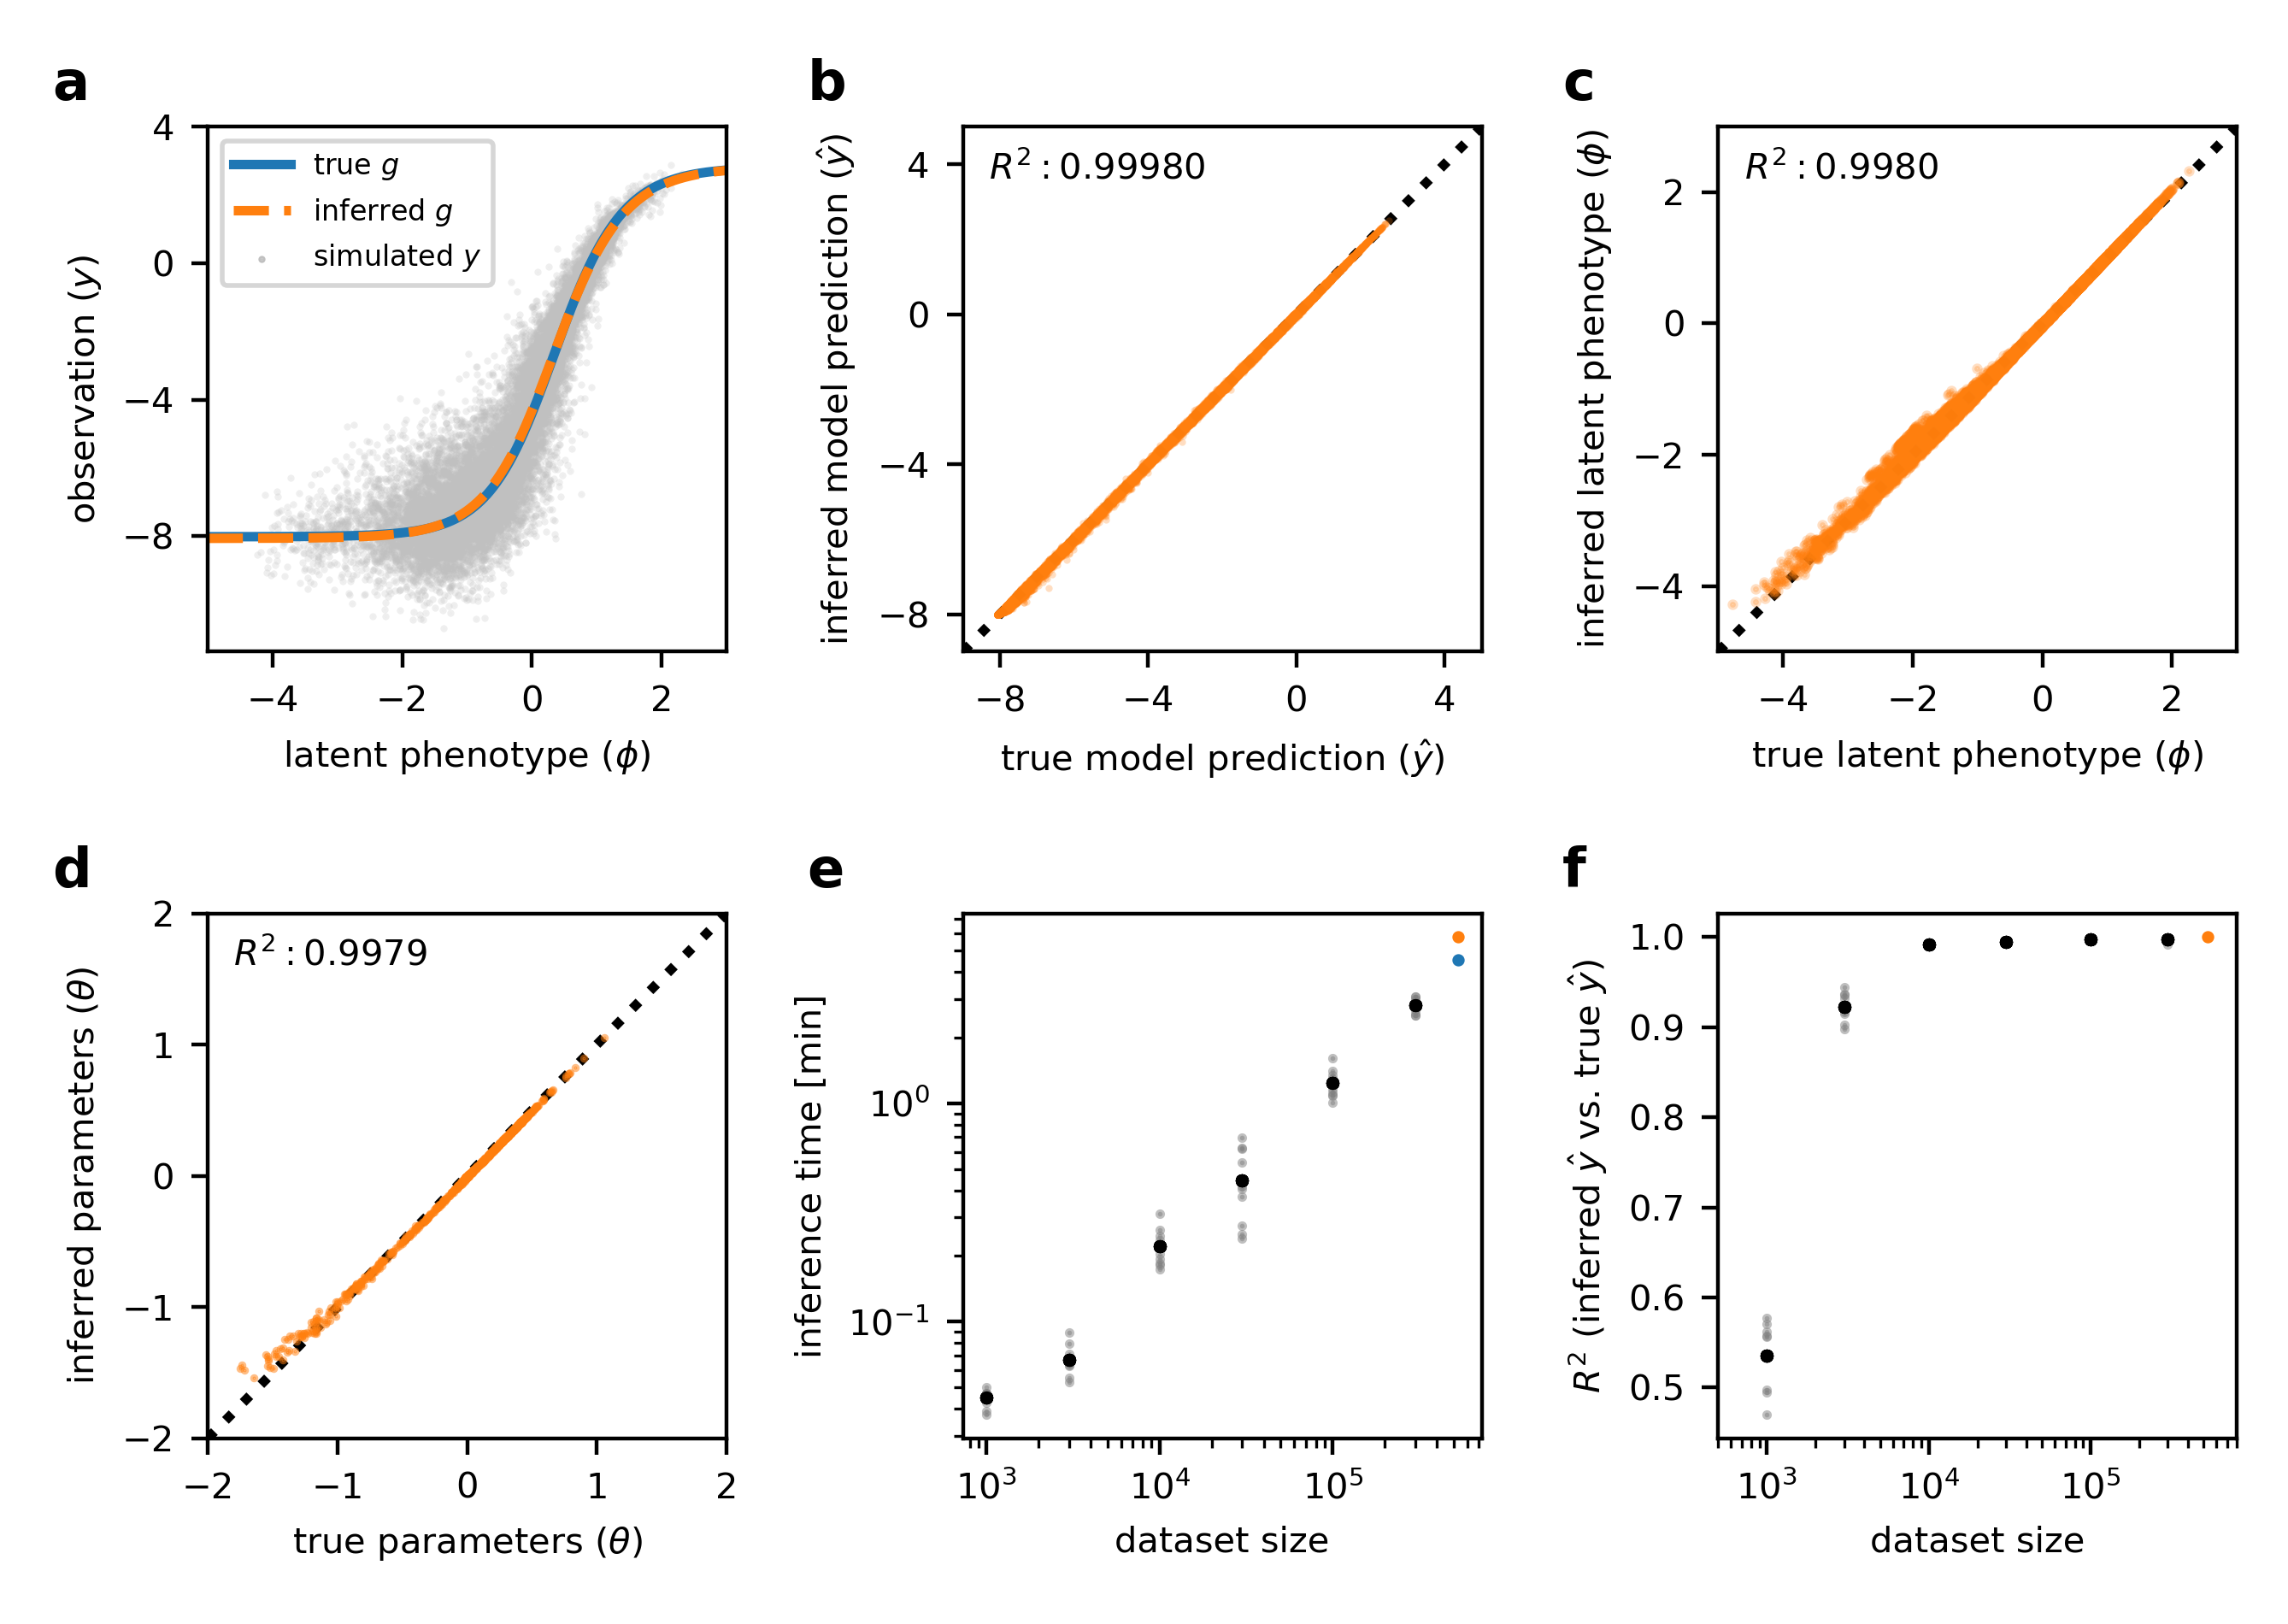 a
4
0
−4
−8
−4
−2
0
2
observation (y)
latent phenotype (ϕ)
true g
inferred g
simulated y
b
4
0
−4
−8
−8
−4
0
4
inferred model prediction (ŷ)
true model prediction (ŷ)
R²: 0.99980
c
2
0
−2
−4
−4
−2
0
2
inferred latent phenotype (ϕ)
true latent phenotype (ϕ)
R²: 0.9980
d
2
1
0
−1
−2
−2
−1
0
1
2
inferred parameters (θ)
true parameters (θ)
R²: 0.9979
e
10⁰
10⁻¹
10³
10⁴
10⁵
inference time [min]
dataset size
f
1.0
0.9
0.8
0.7
0.6
0.5
10³
10⁴
10⁵
R² (inferred ŷ vs. true ŷ)
dataset size